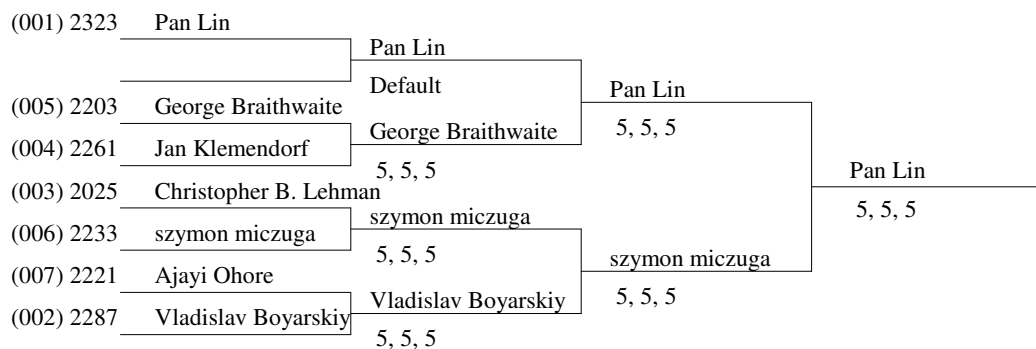 (001) 2323 Pan Lin
Pan Lin
Default
Pan Lin
(005) 2203 George Braithwaite
5, 5, 5
George Braithwaite
(004) 2261 Jan Klemendorf
5, 5, 5
Pan Lin
(003) 2025 Christopher B. Lehman
5, 5, 5
szymon miczuga
(006) 2233 szymon miczuga
5, 5, 5
szymon miczuga
(007) 2221 Ajayi Ohore
5, 5, 5
Vladislav Boyarskiy
(002) 2287 Vladislav Boyarskiy
5, 5, 5